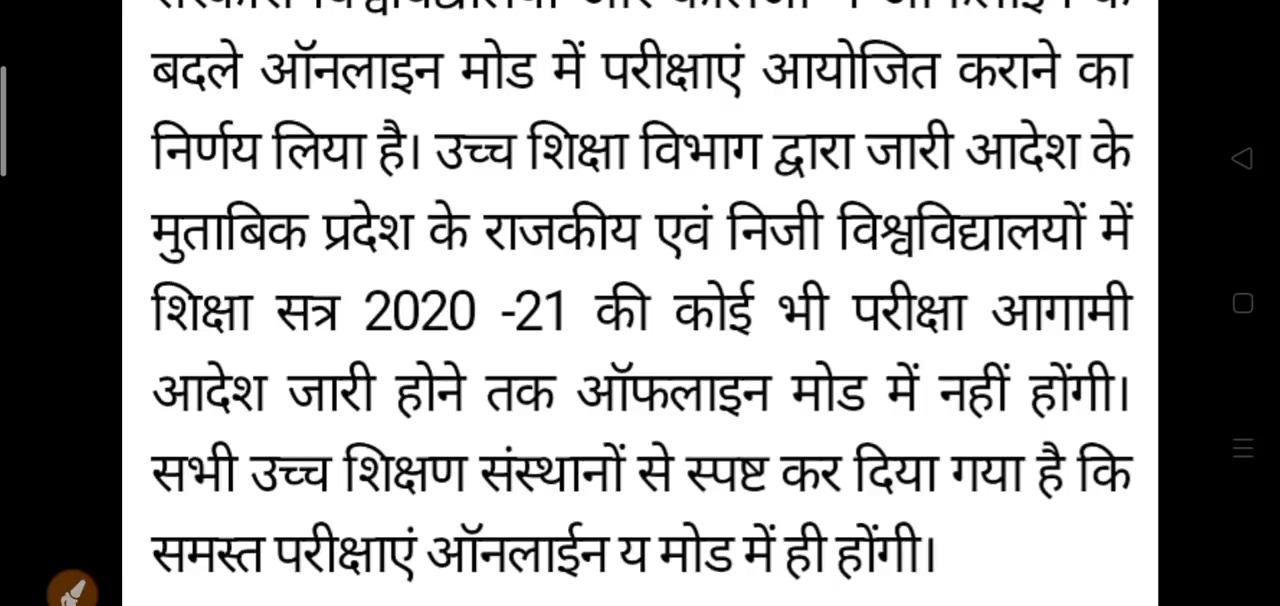 बदले ऑनलाइन मोड में परीक्षाएं आयोजित कराने का
निर्णय लिया है। उच्च शिक्षा विभाग द्वारा जारी आदेश के
मुताबिक प्रदेश के राजकीय एवं निजी विश्वविद्यालयों में
शिक्षा सत्र 2020 -21 की कोई भी परीक्षा आगामी
आदेश जारी होने तक ऑफलाइन मोड में नहीं होंगी।
सभी उच्च शिक्षण संस्थानों से स्पष्ट कर दिया गया है कि
समस्त परीक्षाएं ऑनलाईन य मोड में ही होंगी।